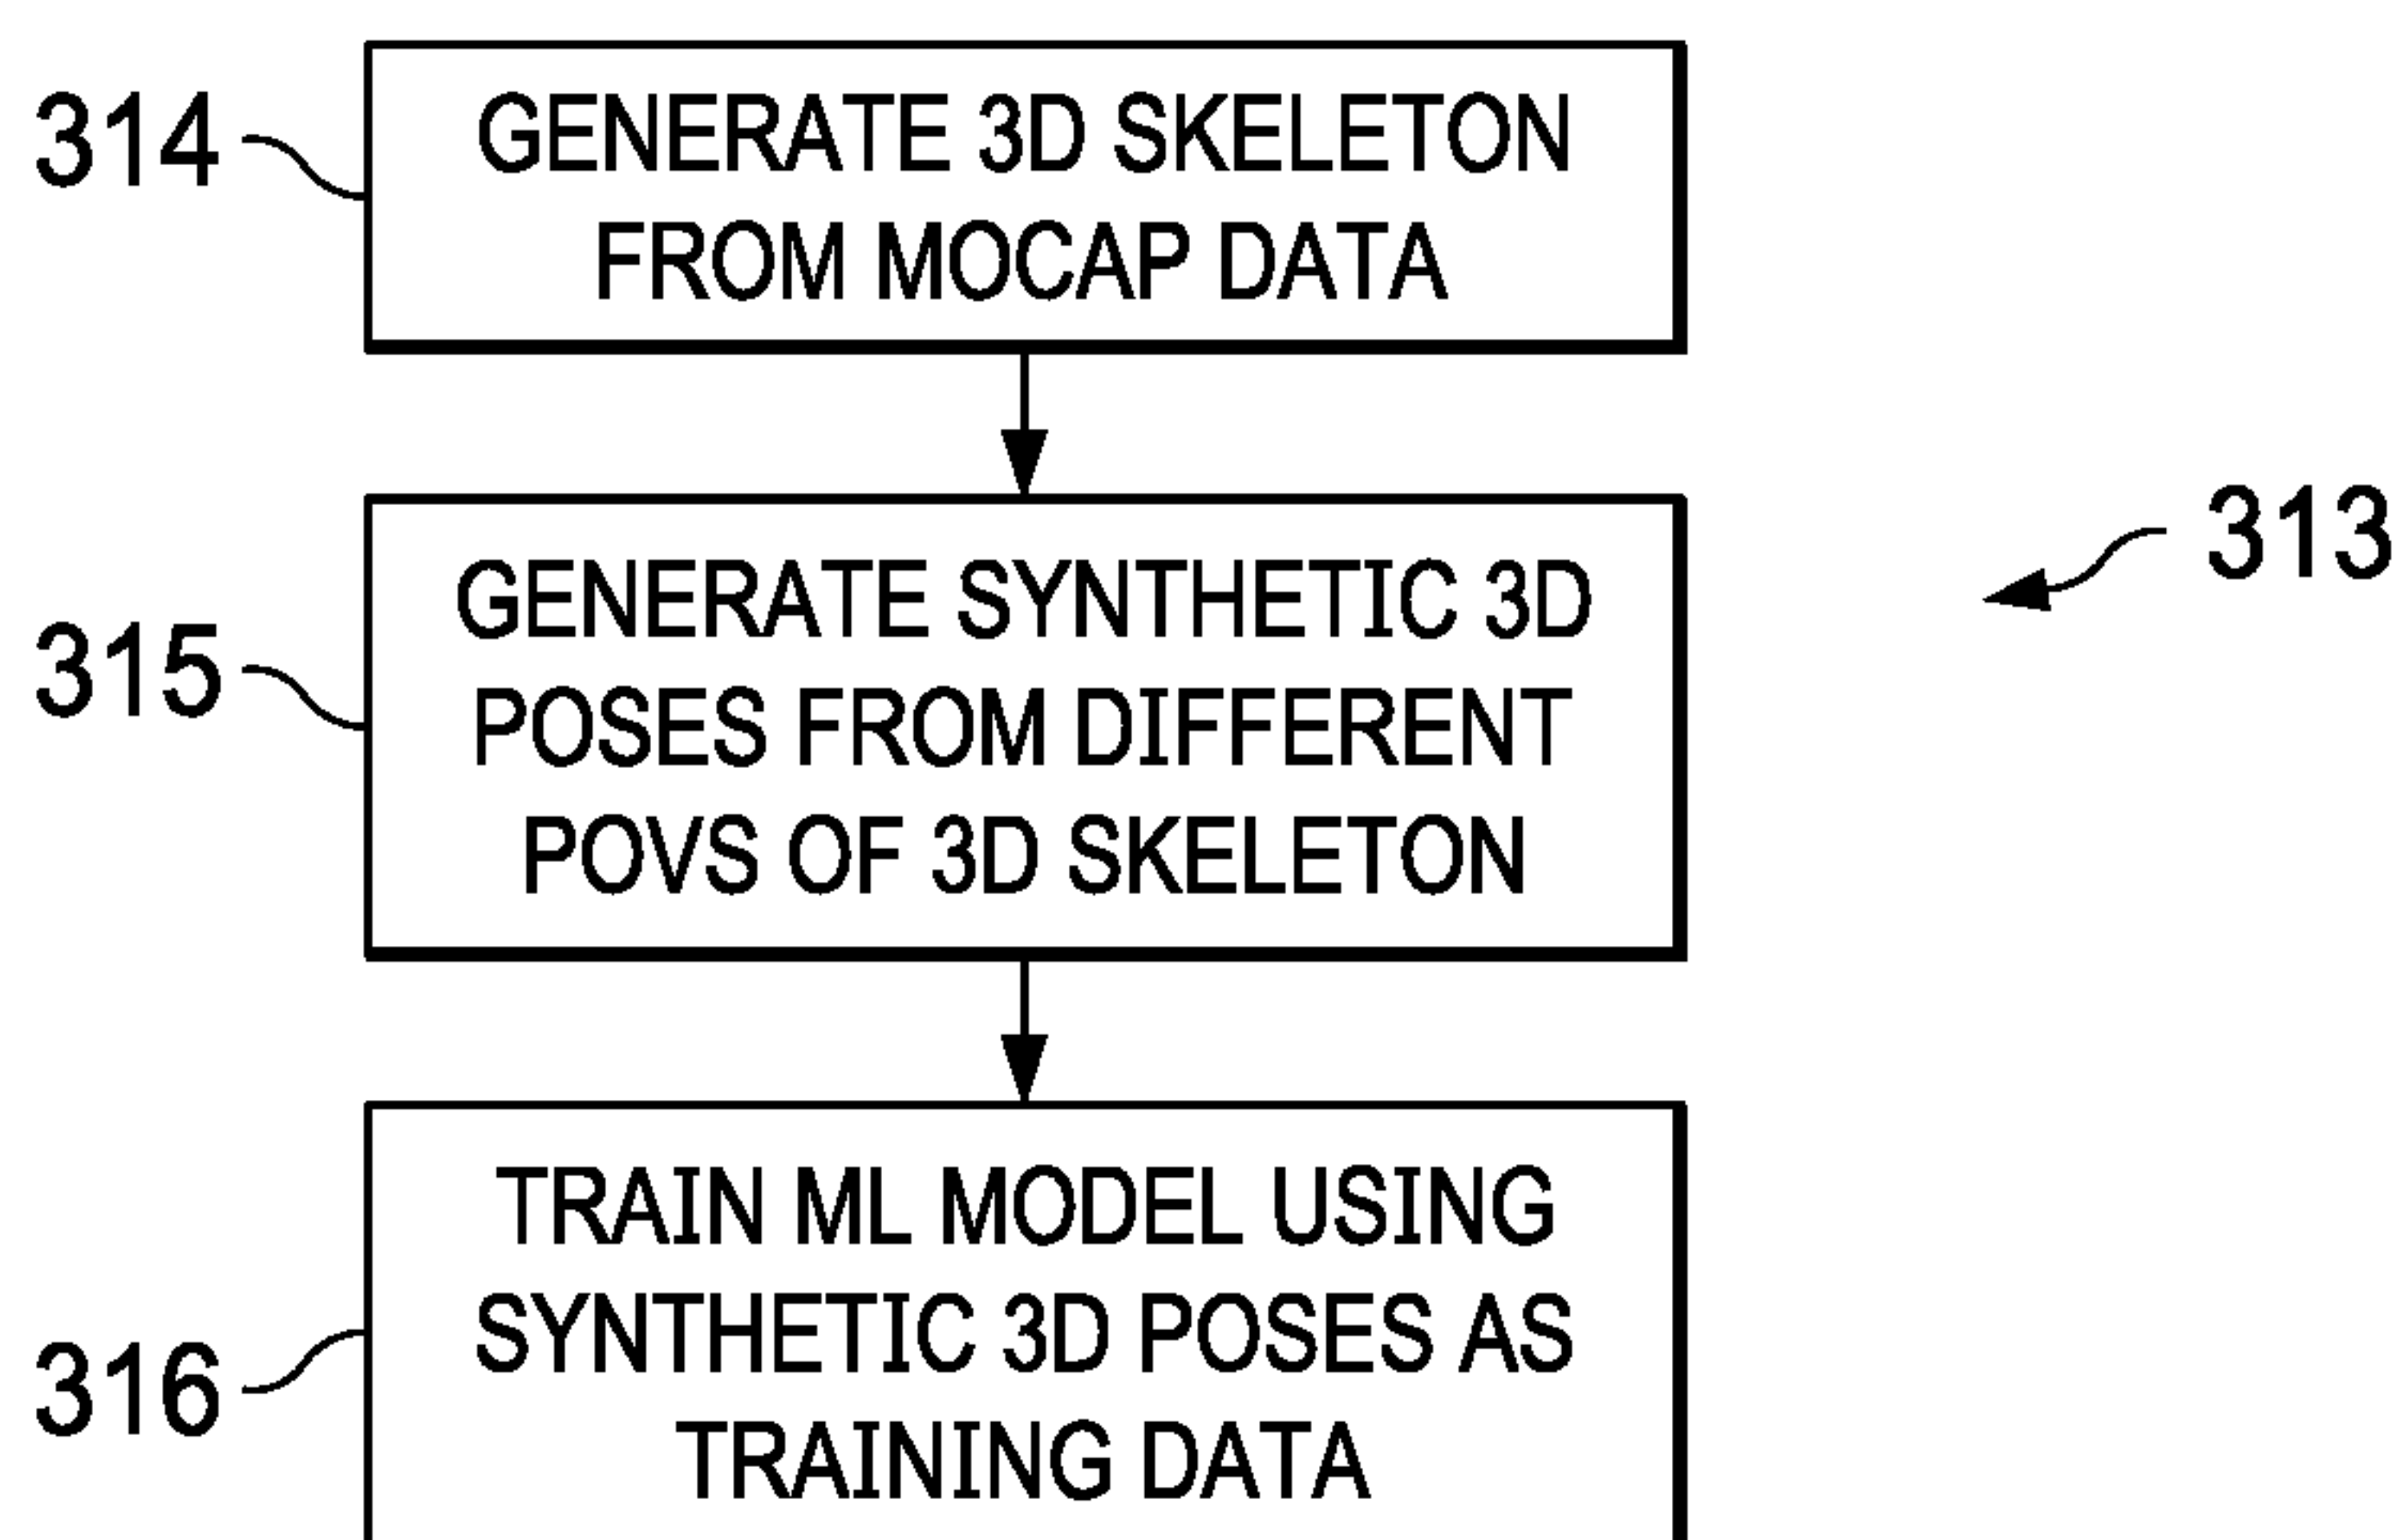 314
GENERATE 3D SKELETON
FROM MOCAP DATA
313
315
GENERATE SYNTHETIC 3D
POSES FROM DIFFERENT
POVS OF 3D SKELETON
316
TRAIN ML MODEL USING
SYNTHETIC 3D POSES AS
TRAINING DATA